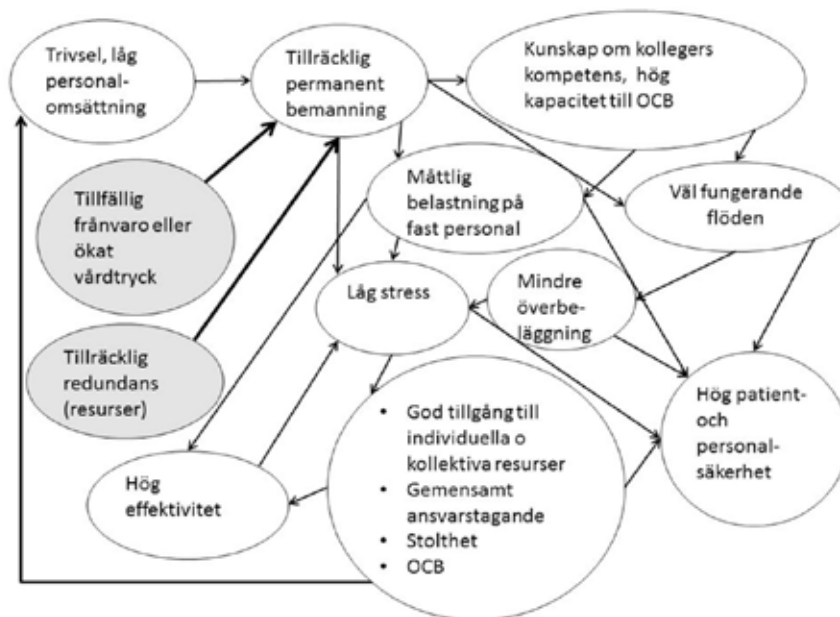 Trivsel, låg
personal-
omsättning
Tillräcklig
permanent
bemanning
Kunskap om kollegers
kompetens, hög
kapacitet till OCB
Tillfällig
frånvaro eller
ökat
vårdtryck
Måttlig
belastning på
fast personal
Väl fungerande
flöden
Låg stress
Mindre
överbe-
läggning
Tillräcklig
redundans
(resurser)
Hög patient-
och
personal-
säkerhet
• God tillgång till
individuella o
kollektiva resurser
• Gemensamt
ansvarstagande
• Stolthet
• OCB
Hög
effektivitet